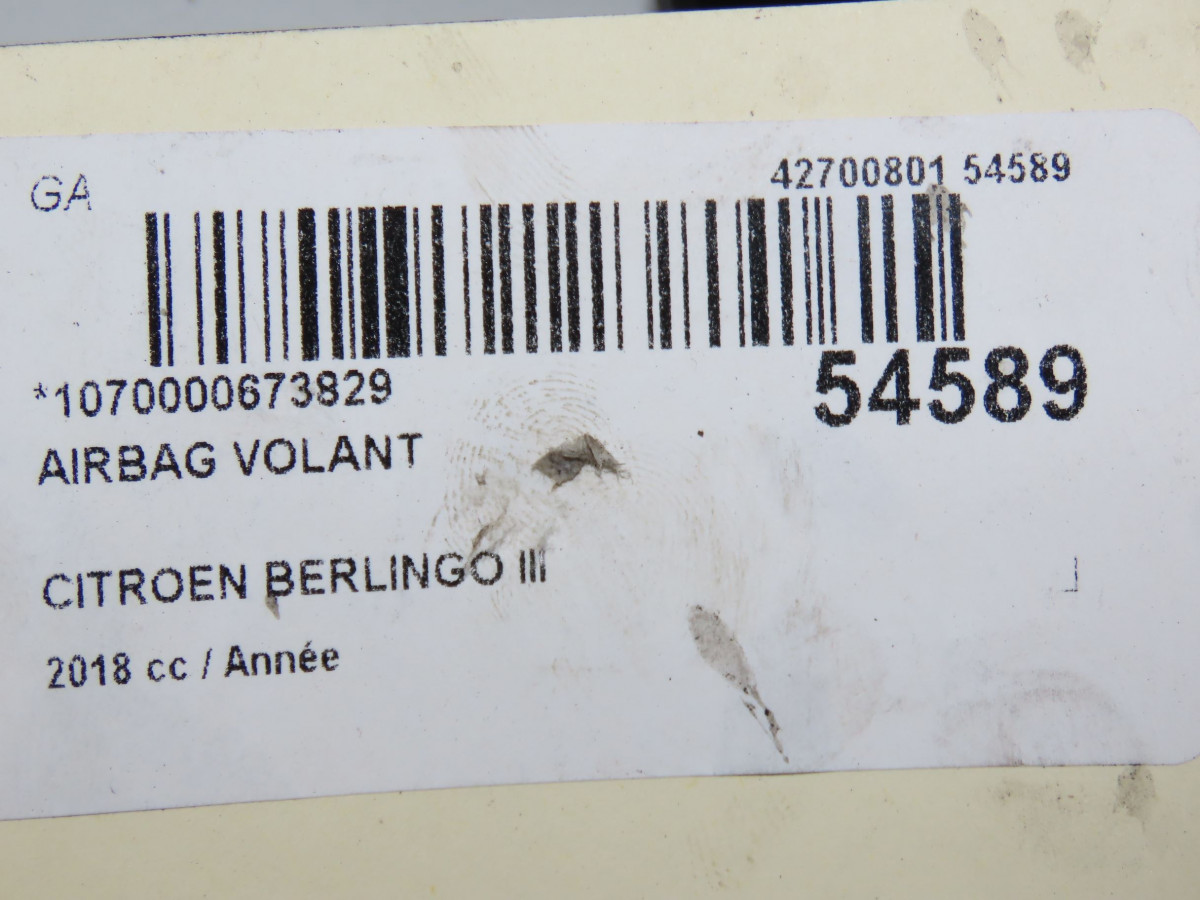 GA
42700801 54589
*1070000673829
54589
AIRBAG VOLANT
CITROEN BERLINGO III
2018 cc / Année